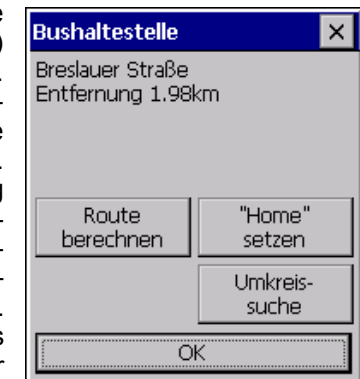 Bushaltestelle
Breslauer Straße
Entfernung 1.98km
Route
berechnen
"Home"
setzen
Umkreis-
suche
OK